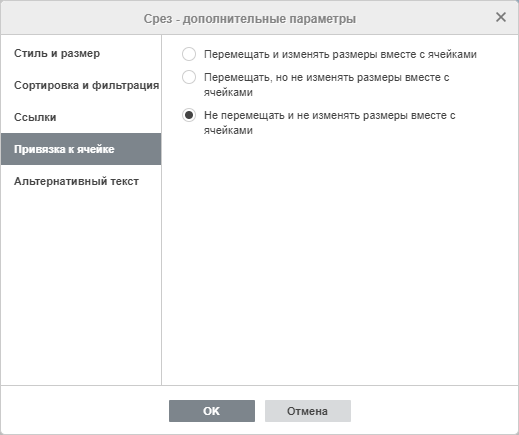 Срез - дополнительные параметры
Стиль и размер
Сортировка и фильтрация
Ссылки
Привязка к ячейке
Альтернативный текст
Перемещать и изменять размеры вместе с ячейками
Перемещать, но не изменять размеры вместе с
ячейками
Не перемещать и не изменять размеры вместе с
ячейками
OK
Отмена